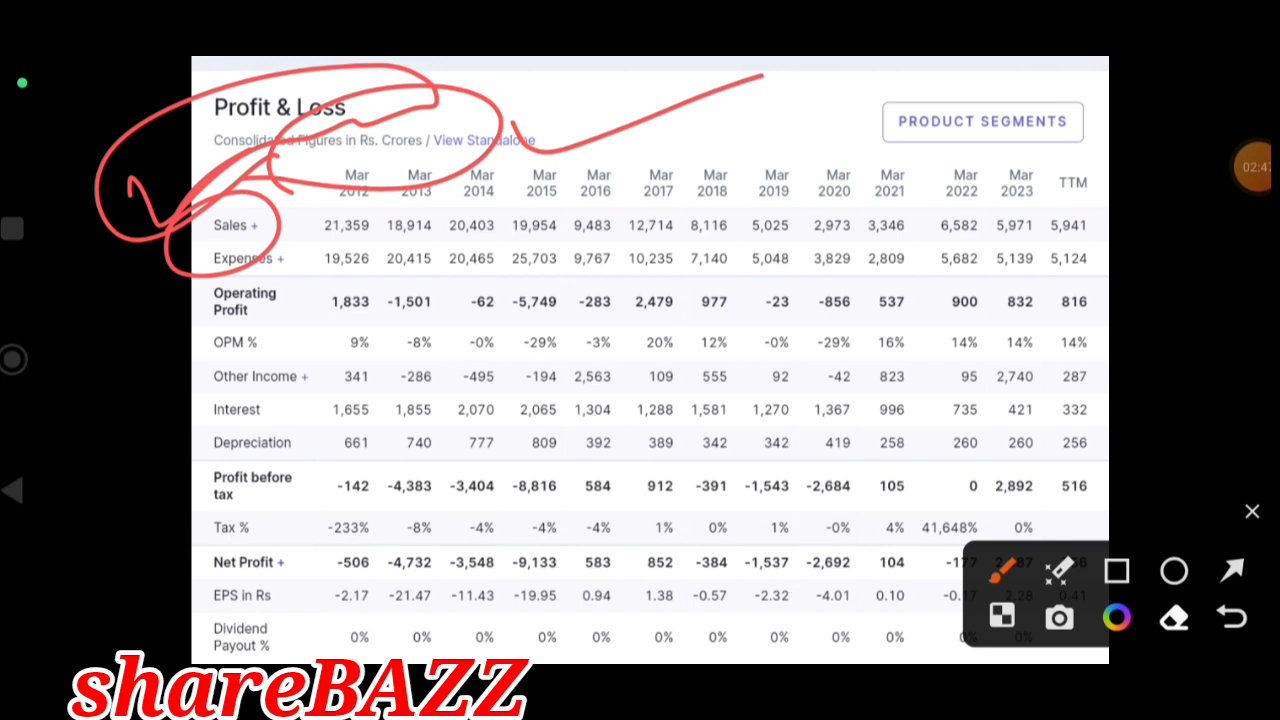 Profit & Loss
Consolidated Figures in Rs. Crores / View Standalone
PRODUCT SEGMENTS
Mar 2012 Mar 2013 Mar 2014 Mar 2015 Mar 2016 Mar 2017 Mar 2018 Mar 2019 Mar 2020 Mar 2021 Mar 2022 Mar 2023 TTM
Sales + 21,359 18,914 20,403 19,954 9,483 12,714 8,116 5,025 2,973 3,346 6,582 5,971 5,941
Expenses + 19,526 20,415 20,465 25,703 9,767 10,235 7,140 5,048 3,829 2,809 5,682 5,139 5,124
Operating Profit 1,833 -1,501 -62 -5,749 -283 2,479 977 -23 -856 537 900 832 816
OPM % 9% -8% -0% -29% -3% 20% 12% -0% -29% 16% 14% 14% 14%
Other Income + 341 -286 -495 -194 2,563 109 555 92 -42 823 95 2,740 287
Interest 1,655 1,855 2,070 2,065 1,304 1,288 1,581 1,270 1,367 996 735 421 332
Depreciation 661 740 777 809 392 389 342 342 419 258 260 260 256
Profit before tax -142 -4,383 -3,404 -8,816 584 912 -391 -1,543 -2,684 105 0 2,892 516
Tax % -233% -8% -4% -4% -4% 1% 0% 1% -0% 4% 41,648% 0%
Net Profit + -506 -4,732 -3,548 -9,133 583 852 -384 -1,537 -2,692 104
EPS in Rs -2.17 -21.47 -11.43 -19.95 0.94 1.38 -0.57 -2.32 -4.01 0.10 2.28 0.41
Dividend Payout % 0% 0% 0% 0% 0% 0% 0% 0% 0% 0% 0% 0%
02:47
shareBAZZ